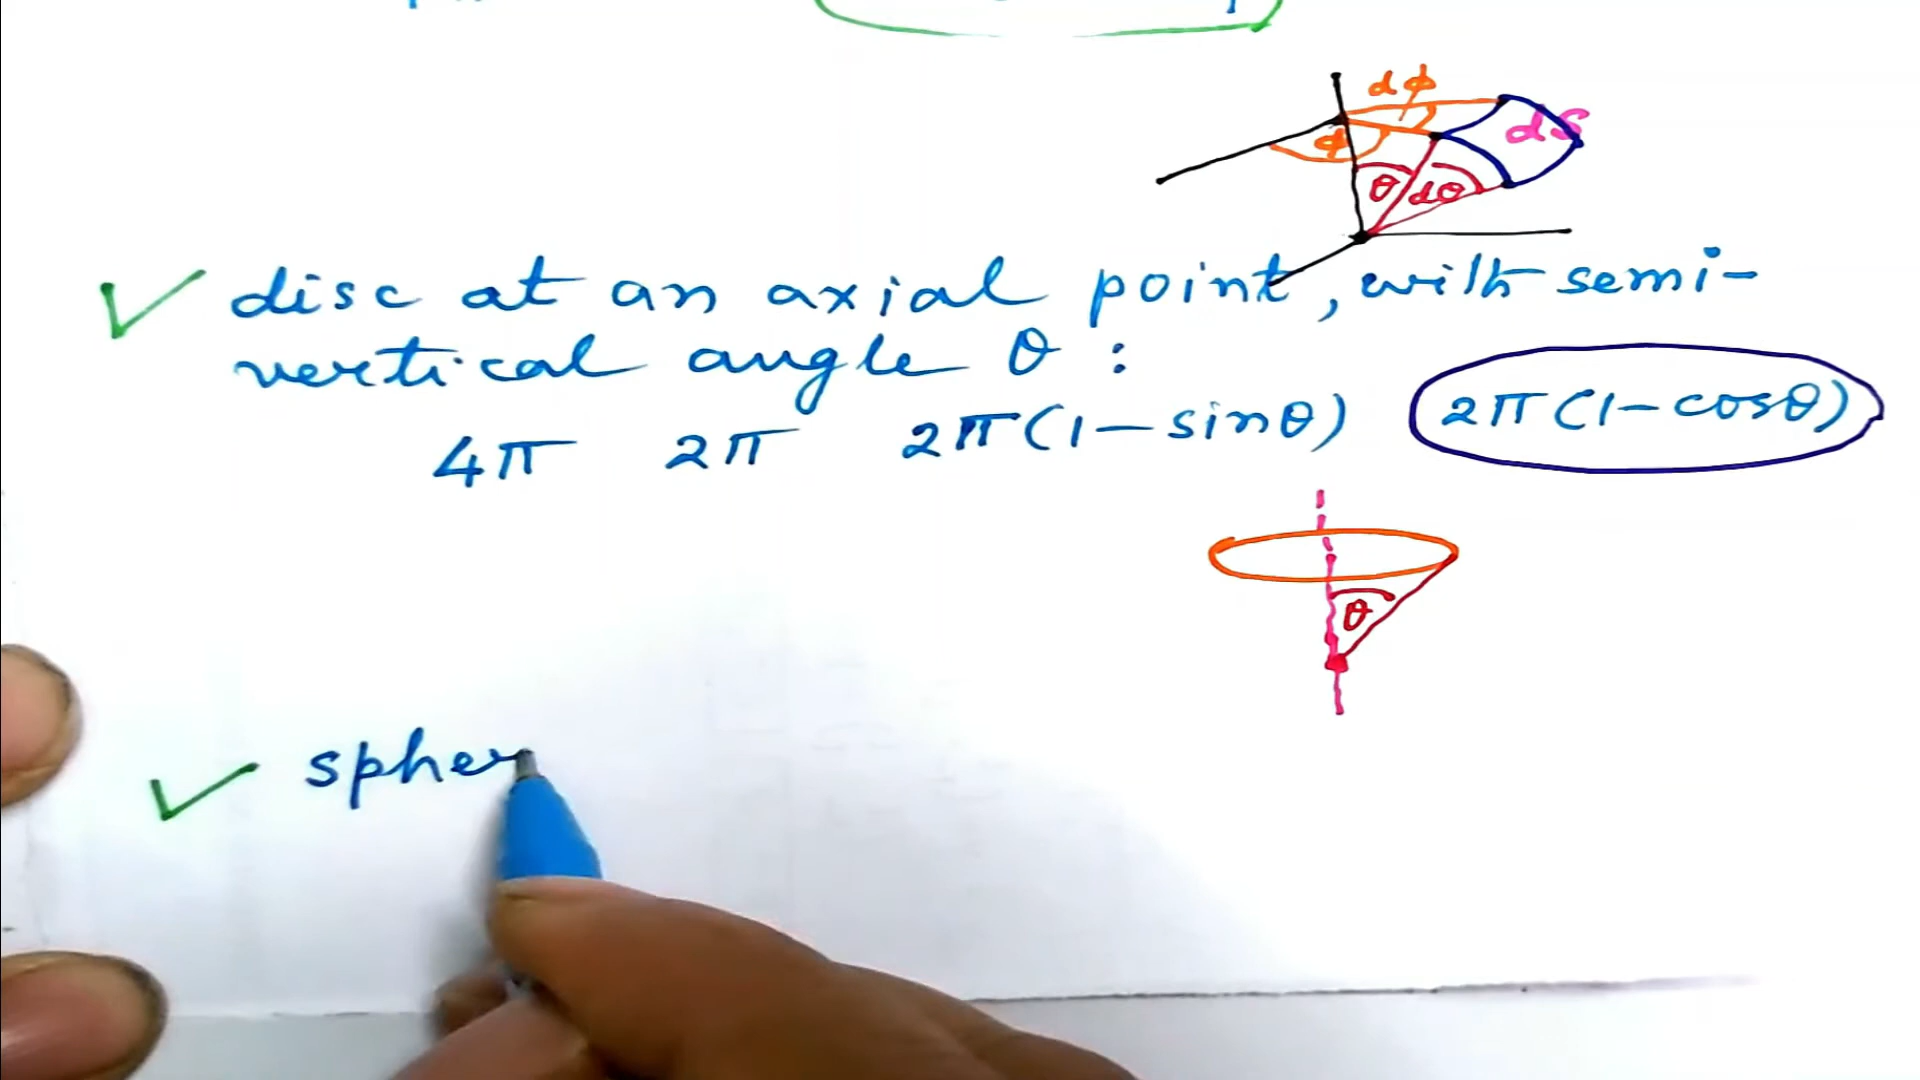 dϕ
ϕ
dS
θ dθ
disc at an axial point, with semi-
vertical angle θ :
4π 2π 2π(1-sinθ) 2π(1-cosθ)
θ
spher